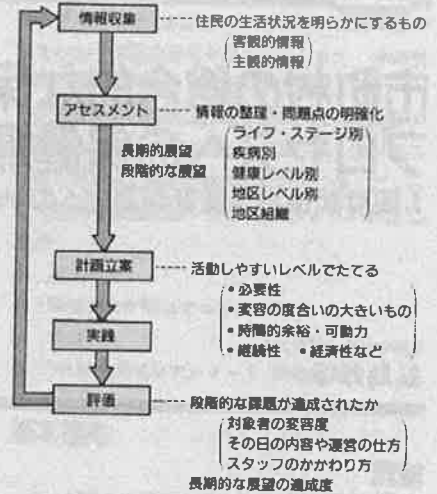 情報収集
住民の生活状況を明らかにするもの
客観的情報
主観的情報
アセスメント
情報の整理・問題点の明確化
ライフ・ステージ別
長期的展望
段階的な展望
疾病別
健康レベル別
地区レベル別
地区組織
計画立案
活動しやすいレベルでたてる
•必要性
•変容の度合いの大きいもの
•時間的余裕・可動力
•継続性 •経済性など
実践
評価
段階的な課題が達成されたか
対象者の変容度
その日の内容や運営の仕方
スタッフのかかわり方
長期的な展望の達成度